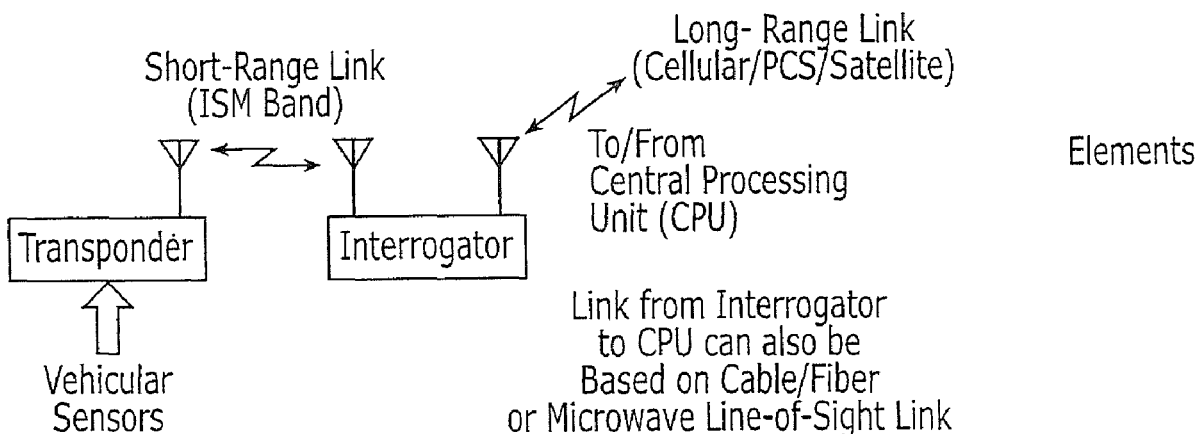 Long- Range Link
(Cellular/PCS/Satellite)
Short-Range Link
(ISM Band)
To/From
Central Processing
Unit (CPU)
Elements
Transponder
Interrogator
Link from Interrogator
to CPU can also be
Based on Cable/Fiber
or Microwave Line-of-Sight Link
Vehicular
Sensors